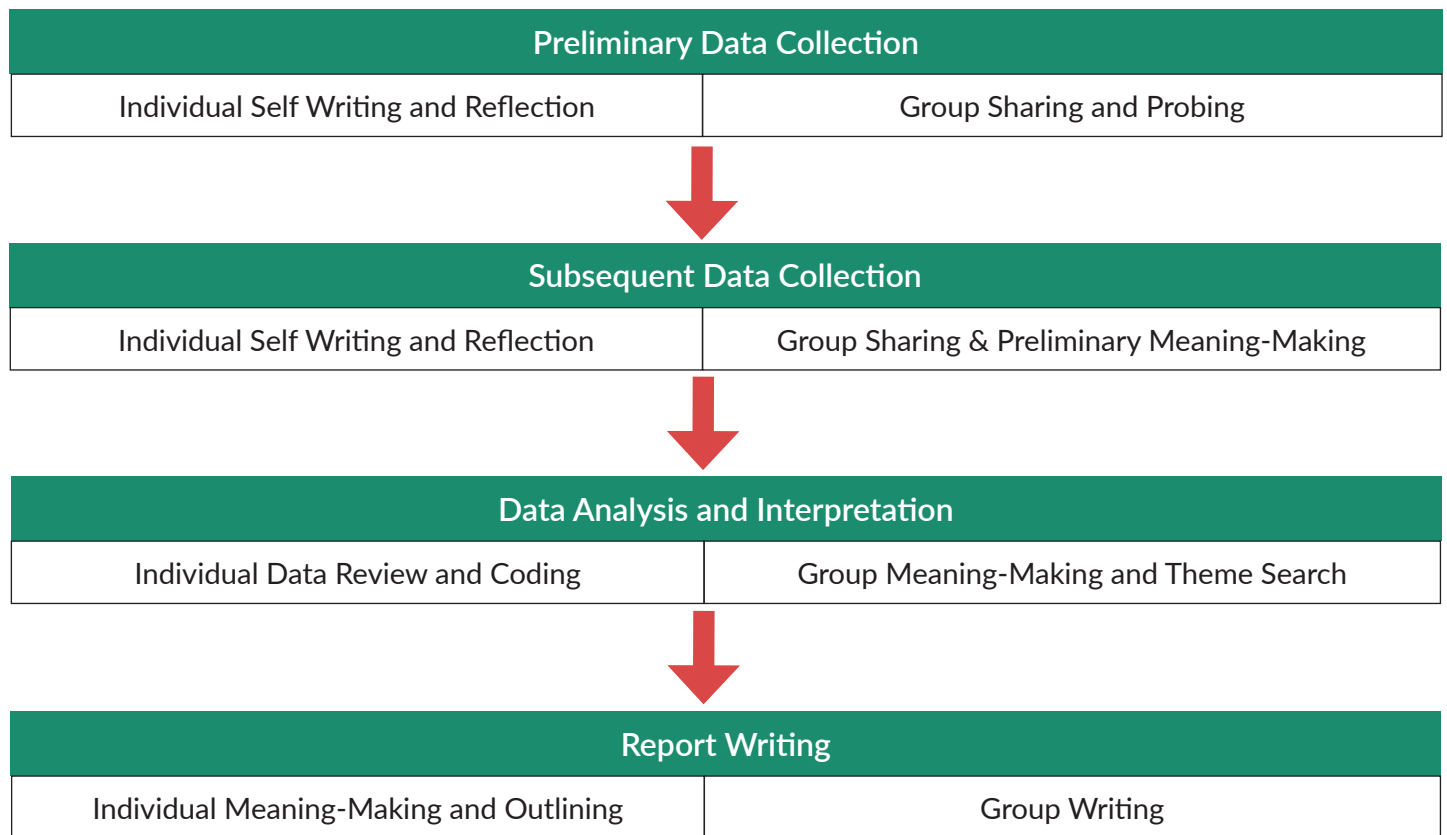 Preliminary Data Collection
Individual Self Writing and Reflection
Group Sharing and Probing
Subsequent Data Collection
Individual Self Writing and Reflection
Group Sharing & Preliminary Meaning-Making
Data Analysis and Interpretation
Individual Data Review and Coding
Group Meaning-Making and Theme Search
Report Writing
Individual Meaning-Making and Outlining
Group Writing